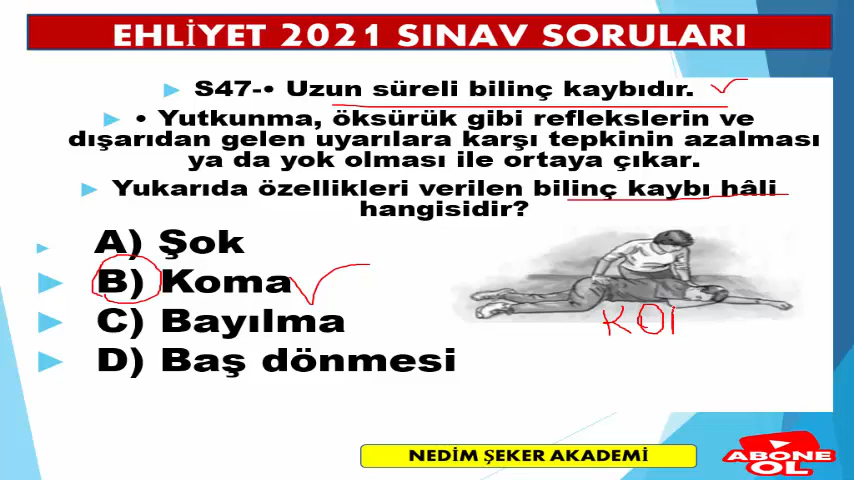 EHLİYET 2021 SINAV SORULARI
S47-• Uzun süreli bilinç kaybıdır.
• Yutkunma, öksürük gibi reflekslerin ve
dışarıdan gelen uyarılara karşı tepkinin azalması
ya da yok olması ile ortaya çıkar.
Yukarıda özellikleri verilen bilinç kaybı hâli
hangisidir?
A) Şok
B) Koma
C) Bayılma
D) Baş dönmesi
KOI
NEDİM ŞEKER AKADEMİ
ABONE
OL